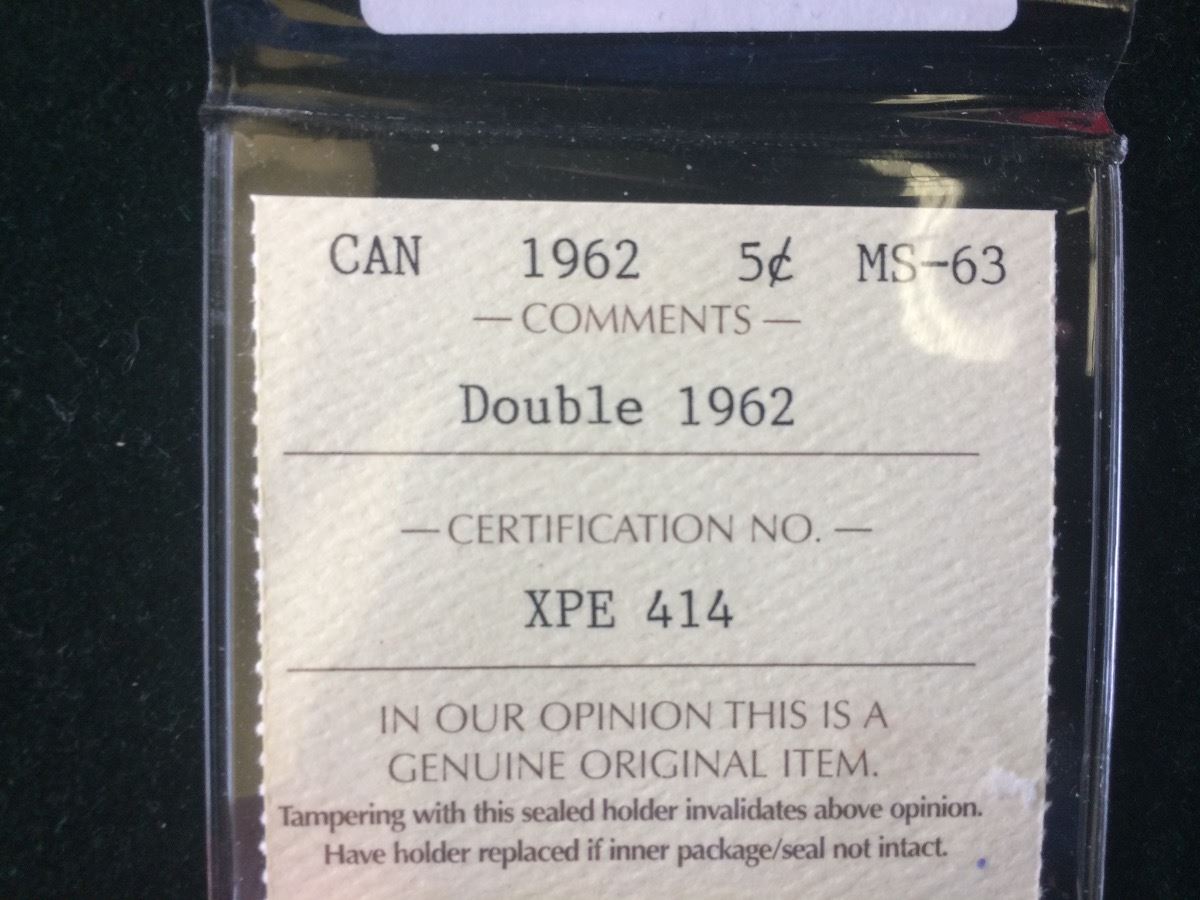 CAN 1962 5¢ MS-63
— COMMENTS —
Double 1962
— CERTIFICATION NO. —
XPE 414
IN OUR OPINION THIS IS A
GENUINE ORIGINAL ITEM.
Tampering with this sealed holder invalidates above opinion.
Have holder replaced if inner package/seal not intact.